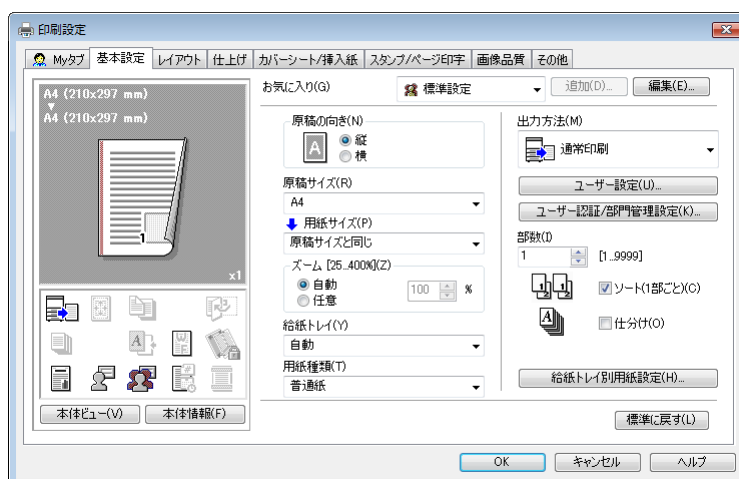 印刷設定
Myタブ 基本設定 レイアウト 仕上げ カバーシート/挿入紙 スタンプ/ページ印字 画像品質 その他
A4 (210x297 mm)
A4 (210x297 mm)
1
x1
本体ビュー(V) 本体情報(F)
お気に入り(G) 標準設定 追加(D)... 編集(E)...
原稿の向き(N)
A
縦
横
原稿サイズ(R)
A4
用紙サイズ(P)
原稿サイズと同じ
ズーム [25..400%](Z)
自動
任意
100 %
給紙トレイ(Y)
自動
用紙種類(T)
普通紙
出力方法(M)
通常印刷
ユーザー設定(U)...
ユーザー認証/部門管理設定(K)...
部数(I)
1 [1..9999]
ソート(1部ごと)(C)
仕分け(O)
給紙トレイ別用紙設定(H)...
標準に戻す(L)
OK キャンセル ヘルプ